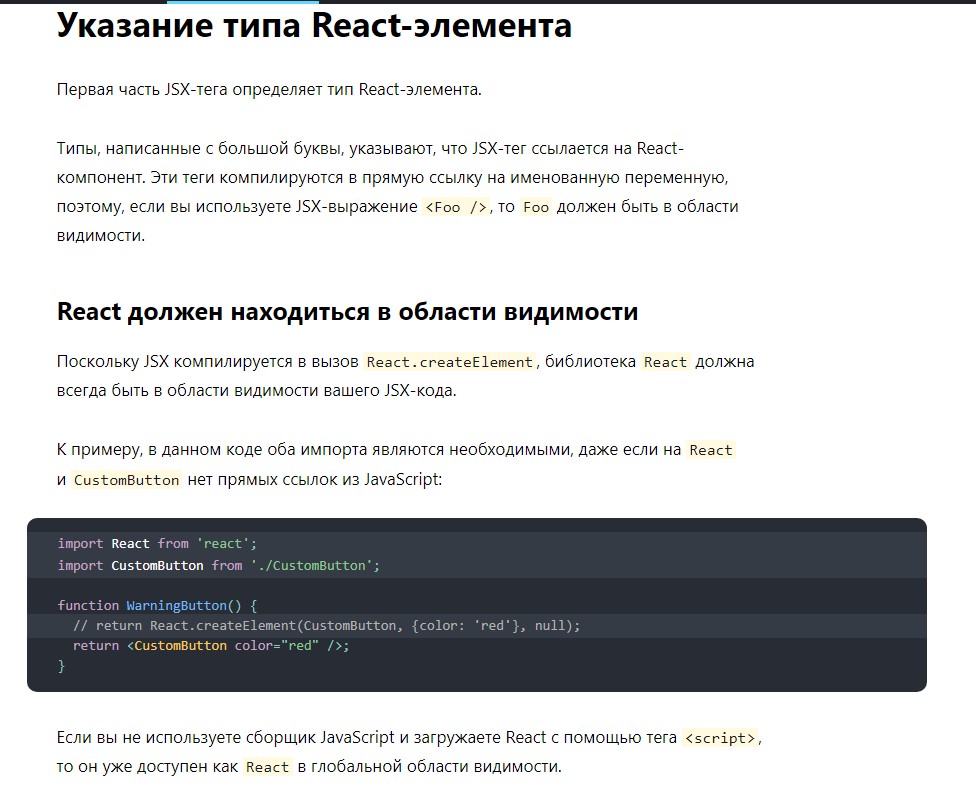 Указание типа React-элемента
Первая часть JSX-тега определяет тип React-элемента.
Типы, написанные с большой буквы, указывают, что JSX-тег ссылается на React-
компонент. Эти теги компилируются в прямую ссылку на именованную переменную,
поэтому, если вы используете JSX-выражение <Foo />, то Foo должен быть в области
видимости.
React должен находиться в области видимости
Поскольку JSX компилируется в вызов React.createElement, библиотека React должна
всегда быть в области видимости вашего JSX-кода.
К примеру, в данном коде оба импорта являются необходимыми, даже если на React
и CustomButton нет прямых ссылок из JavaScript:
import React from 'react';
import CustomButton from './CustomButton';
function WarningButton() {
  // return React.createElement(CustomButton, {color: 'red'}, null);
  return <CustomButton color="red" />;
}
Если вы не используете сборщик JavaScript и загружаете React с помощью тега <script>,
то он уже доступен как React в глобальной области видимости.